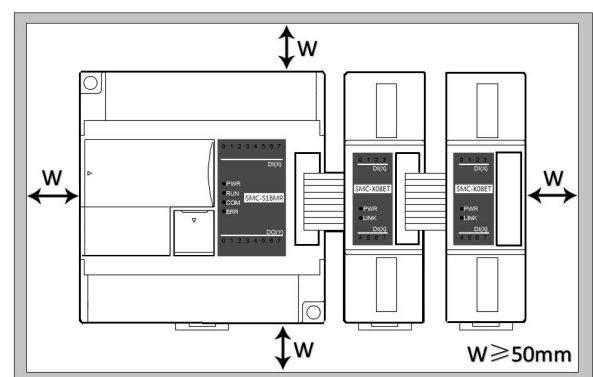 W
W
W
0 1 2 3 4 5 6 7
DI(X)
PWR
RUN
COM
ERR
SMC-S16MR
DO(Y)
0 1 2 3 4 5 6 7
0 1 2 3
DI(X)
SMC-X08ET
PWR
LINK
DI(X)
4 5 6 7
0 1 2 3
DI(X)
SMC-X08ET
PWR
LINK
DI(X)
4 5 6 7
W
W≥50mm